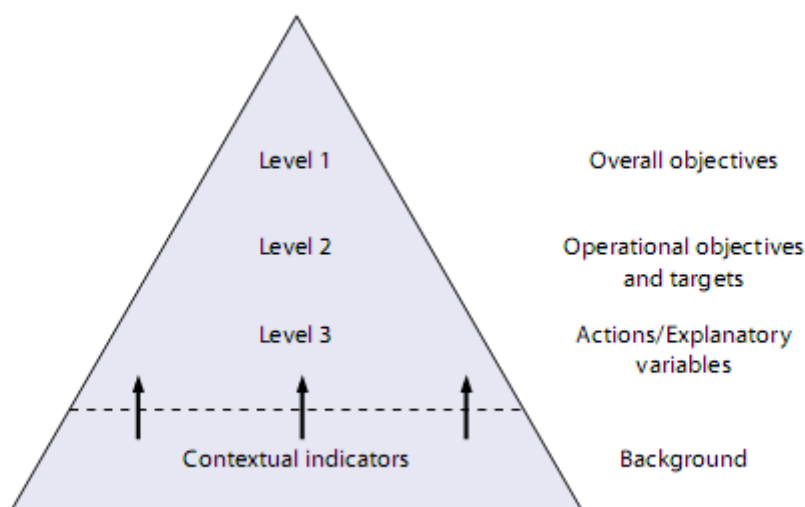 Level 1
Overall objectives
Level 2
Operational objectives
and targets
Level 3
Actions/Explanatory
variables
Contextual indicators
Background